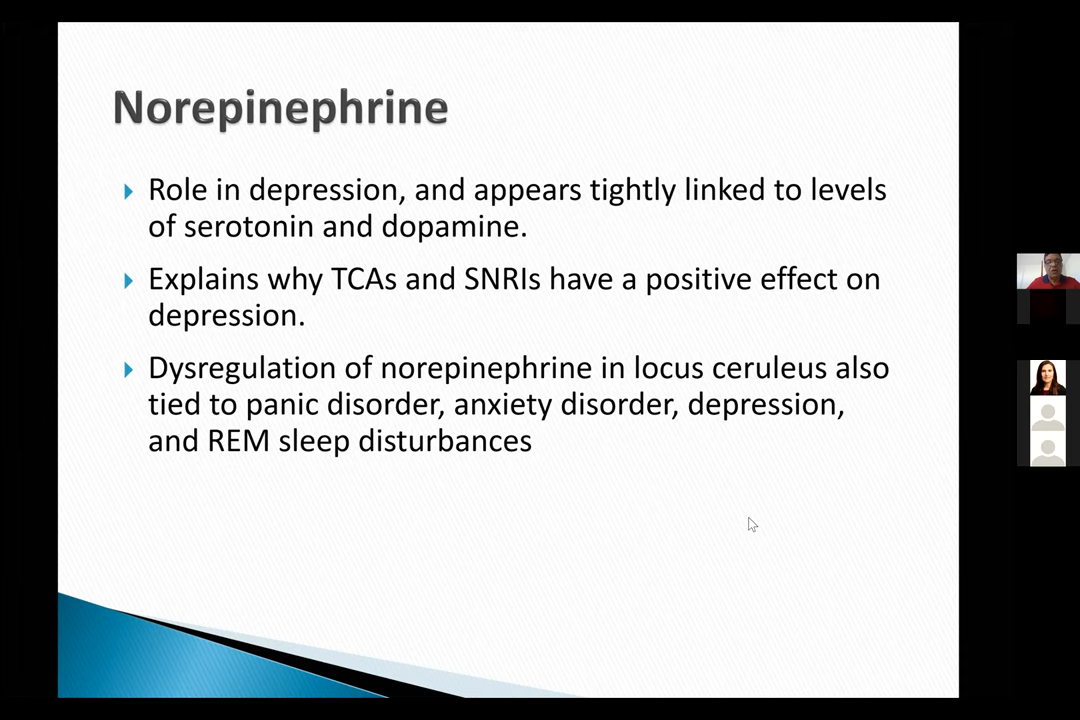 Norepinephrine
Role in depression, and appears tightly linked to levels
of serotonin and dopamine.
Explains why TCAs and SNRIs have a positive effect on
depression.
Dysregulation of norepinephrine in locus ceruleus also
tied to panic disorder, anxiety disorder, depression,
and REM sleep disturbances